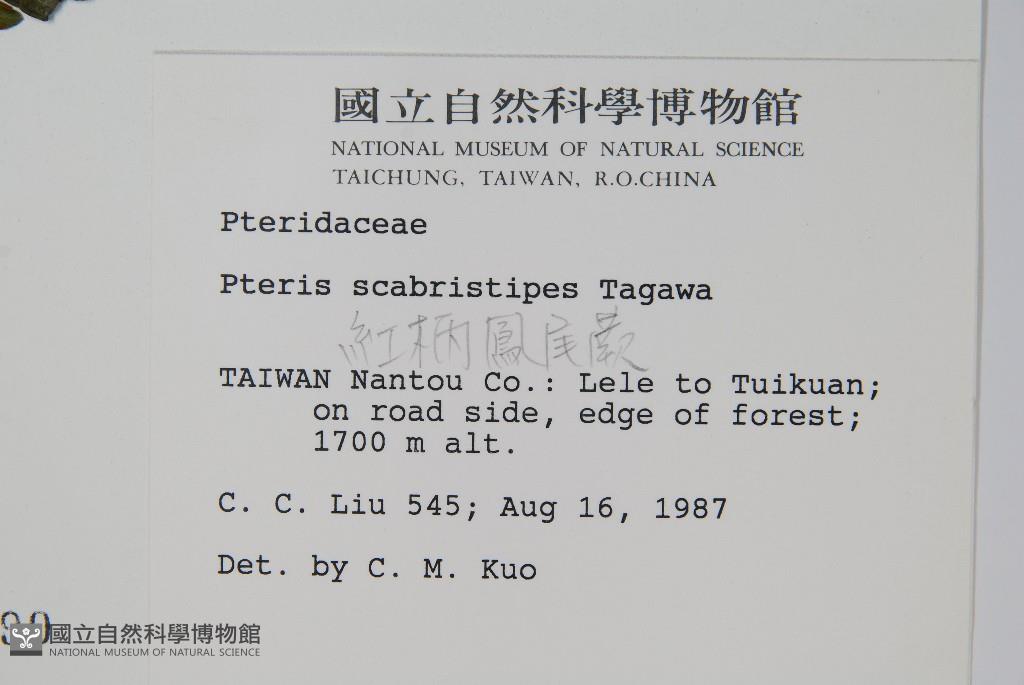 國立自然科學博物館
NATIONAL MUSEUM OF NATURAL SCIENCE
TAICHUNG, TAIWAN, R.O.CHINA
Pteridaceae
Pteris scabristipes Tagawa
紅柄鳳尾蕨
TAIWAN Nantou Co.: Lele to Tuikuan;
on road side, edge of forest;
1700 m alt.
C. C. Liu 545; Aug 16, 1987
Det. by C. M. Kuo
國立自然科學博物館
NATIONAL MUSEUM OF NATURAL SCIENCE